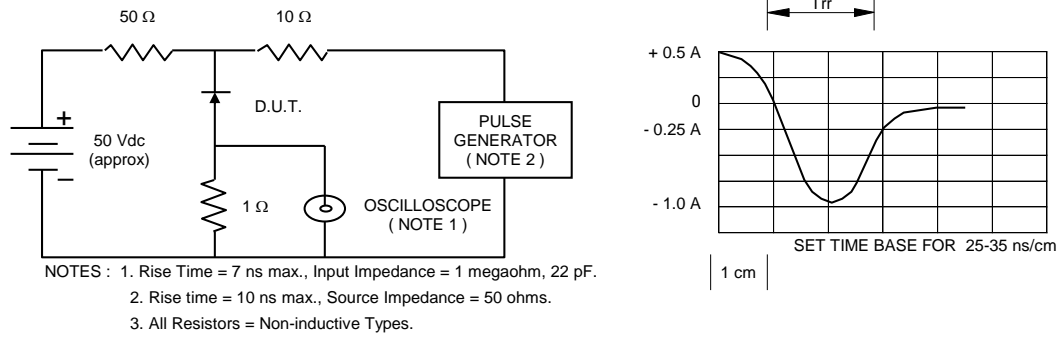 50 Ω
10 Ω
D.U.T.
+
50 Vdc
(approx)
−
1 Ω
OSCILLOSCOPE
( NOTE 1 )
PULSE
GENERATOR
( NOTE 2 )
NOTES : 1. Rise Time = 7 ns max., Input Impedance = 1 megaohm, 22 pF.
2. Rise time = 10 ns max., Source Impedance = 50 ohms.
3. All Resistors = Non-inductive Types.
Trr
+ 0.5 A
0
- 0.25 A
- 1.0 A
SET TIME BASE FOR 25-35 ns/cm
1 cm